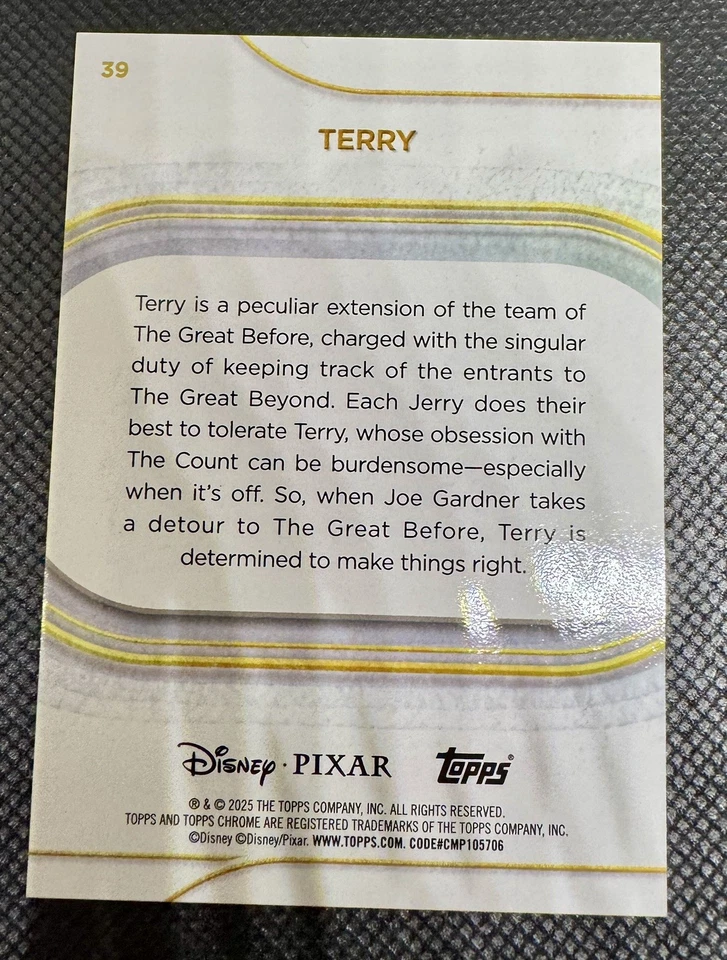 39
TERRY
Terry is a peculiar extension of the team of
The Great Before, charged with the singular
duty of keeping track of the entrants to
The Great Beyond. Each Jerry does their
best to tolerate Terry, whose obsession with
The Count can be burdensome—especially
when it's off. So, when Joe Gardner takes
a detour to The Great Before, Terry is
determined to make things right.
Disney · PIXAR topps®
® & © 2025 THE TOPPS COMPANY, INC. ALL RIGHTS RESERVED.
TOPPS AND TOPPS CHROME ARE REGISTERED TRADEMARKS OF THE TOPPS COMPANY, INC.
©Disney ©Disney/Pixar. WWW.TOPPS.COM. CODE#CMP105706